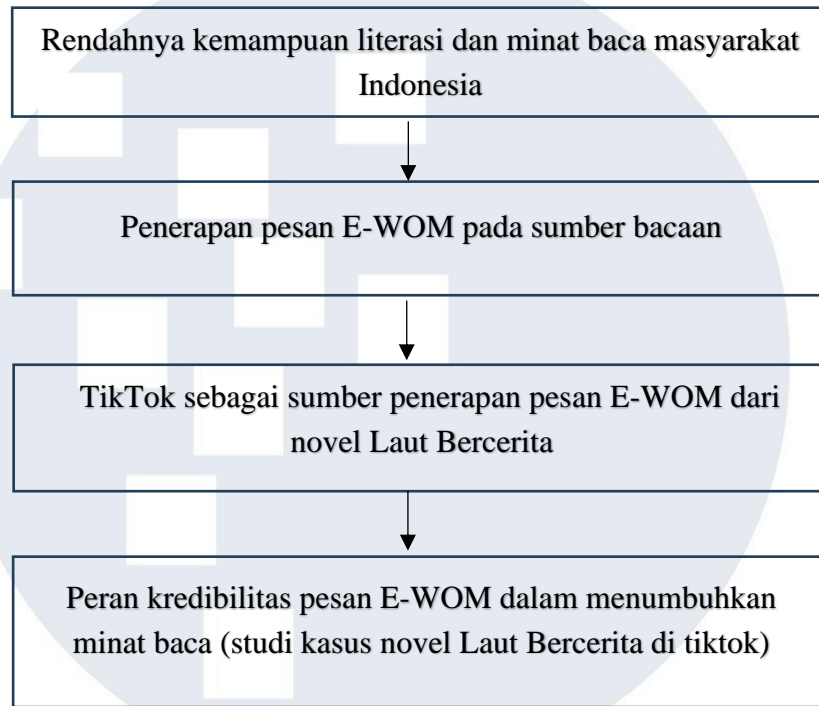 Rendahnya kemampuan literasi dan minat baca masyarakat
Indonesia
Penerapan pesan E-WOM pada sumber bacaan
TikTok sebagai sumber penerapan pesan E-WOM dari
novel Laut Bercerita
Peran kredibilitas pesan E-WOM dalam menumbuhkan
minat baca (studi kasus novel Laut Bercerita di tiktok)